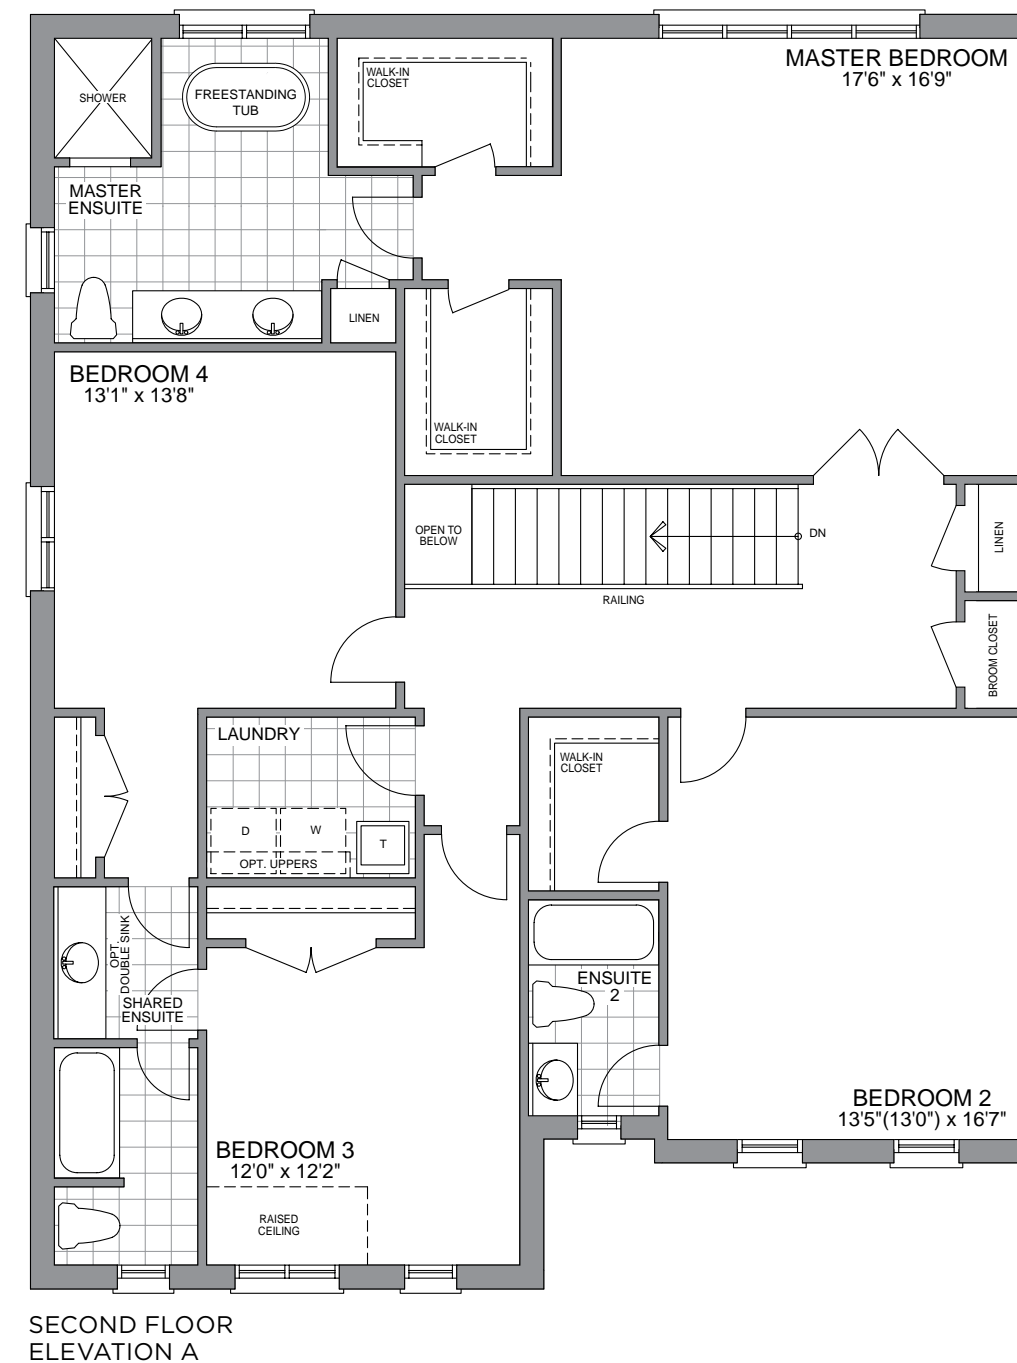 MASTER BEDROOM
17'6" x 16'9"
WALK-IN
CLOSET
SHOWER
FREESTANDING
TUB
MASTER
ENSUITE
LINEN
BEDROOM 4
13'1" x 13'8"
WALK-IN
CLOSET
OPEN TO
BELOW
DN
LINEN
RAILING
BROOM CLOSET
LAUNDRY
WALK-IN
CLOSET
D
W
T
OPT. UPPERS
OPT.
DOUBLE SINK
SHARED
ENSUITE
ENSUITE
2
BEDROOM 2
13'5"(13'0") x 16'7"
BEDROOM 3
12'0" x 12'2"
RAISED
CEILING
SECOND FLOOR
ELEVATION A